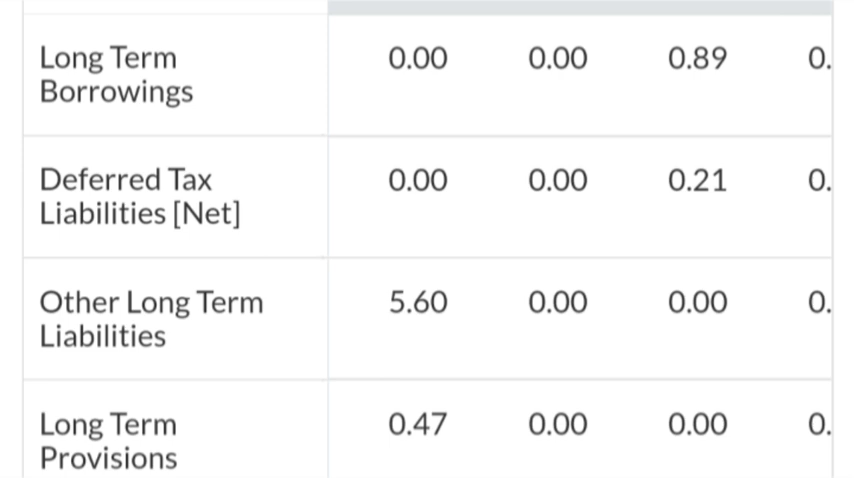 Long Term Borrowings 0.00 0.00 0.89 0.
Deferred Tax Liabilities [Net] 0.00 0.00 0.21 0.
Other Long Term Liabilities 5.60 0.00 0.00 0.
Long Term Provisions 0.47 0.00 0.00 0.